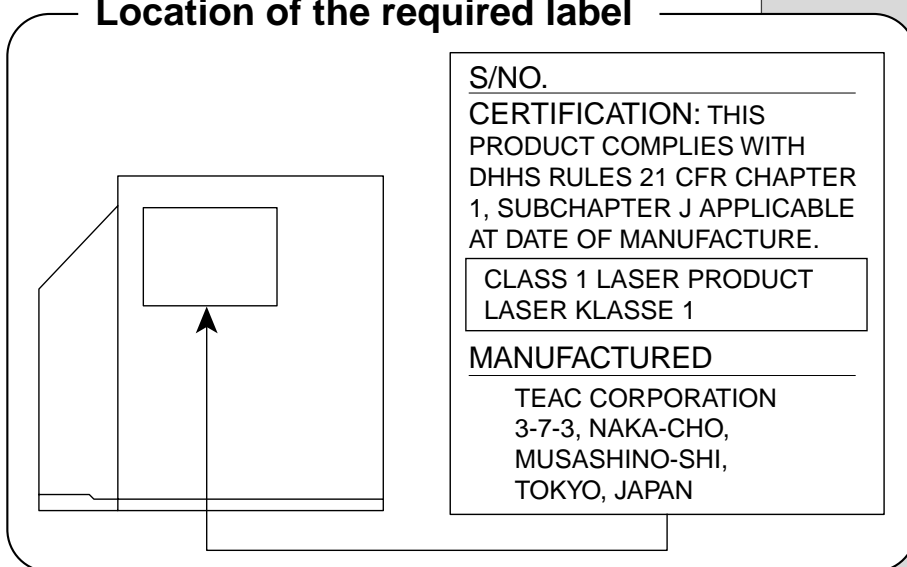 Location of the required label
S/NO.
CERTIFICATION: THIS
PRODUCT COMPLIES WITH
DHHS RULES 21 CFR CHAPTER
1, SUBCHAPTER J APPLICABLE
AT DATE OF MANUFACTURE.
CLASS 1 LASER PRODUCT
LASER KLASSE 1
MANUFACTURED
TEAC CORPORATION
3-7-3, NAKA-CHO,
MUSASHINO-SHI,
TOKYO, JAPAN